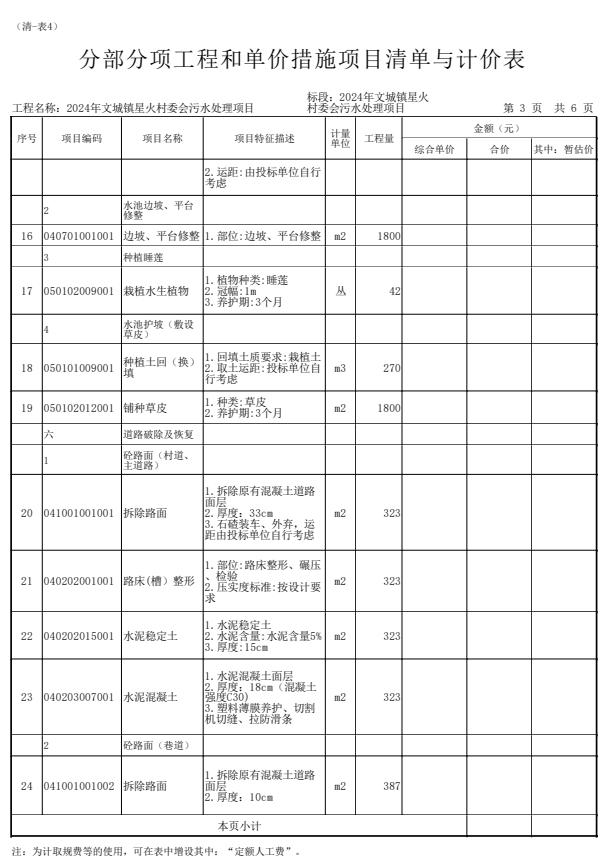 （清-表4）
分部分项工程和单价措施项目清单与计价表
工程名称：2024年文城镇星火村委会污水处理项目
标段：2024年文城镇星火
村委会污水处理项目
第 3 页 共 6 页
序号 项目编码 项目名称 项目特征描述 计量 工程量 金额（元）
单位
综合单价 合价 其中：暂估价
2.运距:由投标单位自行
考虑
2 水池边坡、平台
修整
16 040701001001 边坡、平台修整 1.部位:边坡、平台修整 m2 1800
3 种植睡莲
17 050102009001 栽植水生植物 1.植物种类:睡莲 丛 42
2.冠幅:1m
3.养护期:3个月
4 水池护坡（敷设
草皮）
18 050101009001 种植土回（换）
填 1.回填土质要求:栽植土 m3 270
2.取土运距:投标单位自
行考虑
19 050102012001 铺种草皮 1.种类:草皮 m2 1800
2.养护期:3个月
六 道路破除及恢复
1 砼路面（村道、
主道路）
20 041001001001 拆除路面 1.拆除原有混凝土道路 m2 323
面层
2.厚度：33cm
3.石碴装车、外弃，运
距由投标单位自行考虑
21 040202001001 路床(槽）整形 1.部位:路床整形、碾压 m2 323
、检验
2.压实度标准:按设计要
求
22 040202015001 水泥稳定土 1.水泥稳定土 m2 323
2.水泥含量:水泥含量5%
3.厚度:15cm
23 040203007001 水泥混凝土 1.水泥混凝土面层 m2 323
2.厚度：18cm（混凝土
强度C30）
3.塑料薄膜养护、切割
机切缝、拉防滑条
2 砼路面（巷道）
24 041001001002 拆除路面 1.拆除原有混凝土道路 m2 387
面层
2.厚度：10cm
本页小计
注：为计取规费等的使用，可在表中增设其中：“定额人工费”。